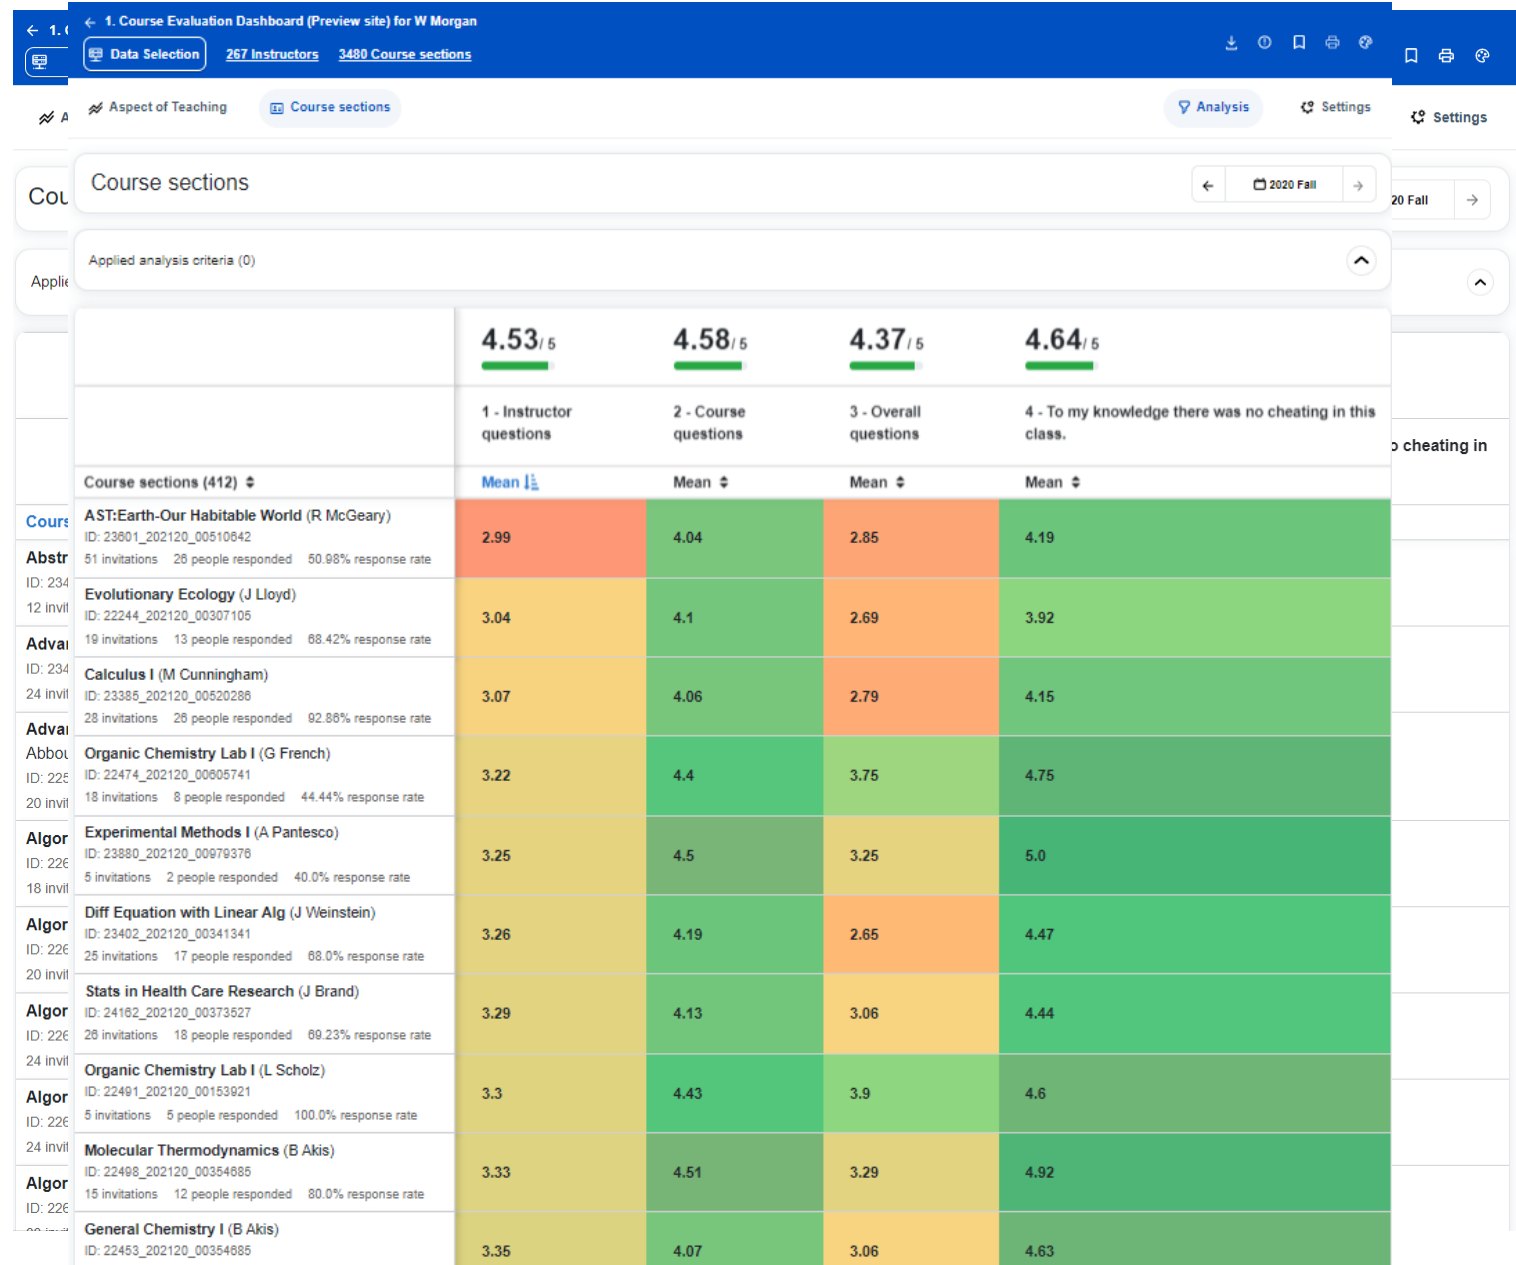 1. Course Evaluation Dashboard (Preview site) for W Morgan
Data Selection 267 Instructors 3480 Course sections
Aspect of Teaching Course sections Analysis Settings
Settings
Course sections 2020 Fall
20 Fall
Applied analysis criteria (0)
4.53/ 5 4.58/ 5 4.37/ 5 4.64/ 5
1 - Instructor questions
2 - Course questions
3 - Overall questions
4 - To my knowledge there was no cheating in this class.
cheating in
Course sections (412) Mean Mean Mean Mean
AST:Earth-Our Habitable World (R McGeary)
ID: 23601_202120_00510642
51 invitations 26 people responded 50.98% response rate
2.99 4.04 2.85 4.19
Evolutionary Ecology (J Lloyd)
ID: 22244_202120_00307105
19 invitations 13 people responded 68.42% response rate
3.04 4.1 2.69 3.92
Calculus I (M Cunningham)
ID: 23385_202120_00520286
28 invitations 26 people responded 92.86% response rate
3.07 4.06 2.79 4.15
Organic Chemistry Lab I (G French)
ID: 22474_202120_00605741
18 invitations 8 people responded 44.44% response rate
3.22 4.4 3.75 4.75
Experimental Methods I (A Pantesco)
ID: 23880_202120_00979376
5 invitations 2 people responded 40.0% response rate
3.25 4.5 3.25 5.0
Diff Equation with Linear Alg (J Weinstein)
ID: 23402_202120_00341341
25 invitations 17 people responded 68.0% response rate
3.26 4.19 2.65 4.47
Stats in Health Care Research (J Brand)
ID: 24162_202120_00373527
26 invitations 18 people responded 69.23% response rate
3.29 4.13 3.06 4.44
Organic Chemistry Lab I (L Scholz)
ID: 22491_202120_00153921
5 invitations 5 people responded 100.0% response rate
3.3 4.43 3.9 4.6
Molecular Thermodynamics (B Akis)
ID: 22498_202120_00354685
15 invitations 12 people responded 80.0% response rate
3.33 4.51 3.29 4.92
General Chemistry I (B Akis)
ID: 22453_202120_00354685
3.35 4.07 3.06 4.63